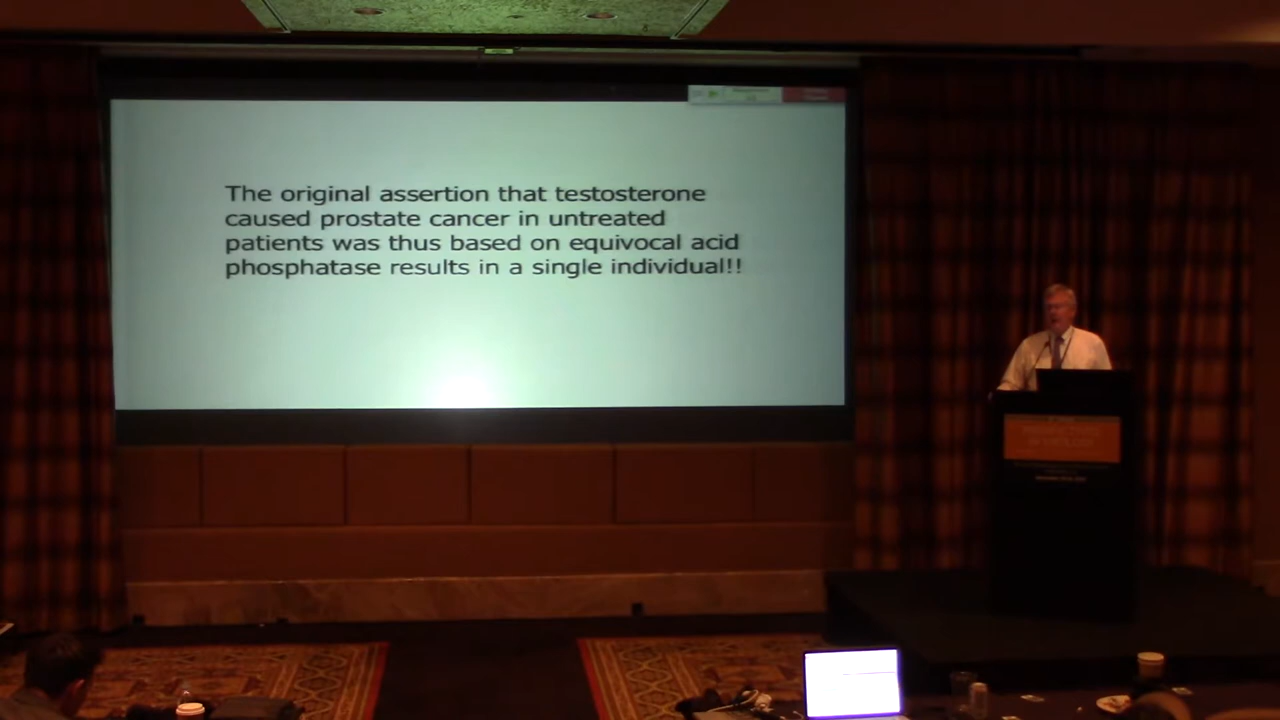 The original assertion that testosterone
caused prostate cancer in untreated
patients was thus based on equivocal acid
phosphatase results in a single individual!!